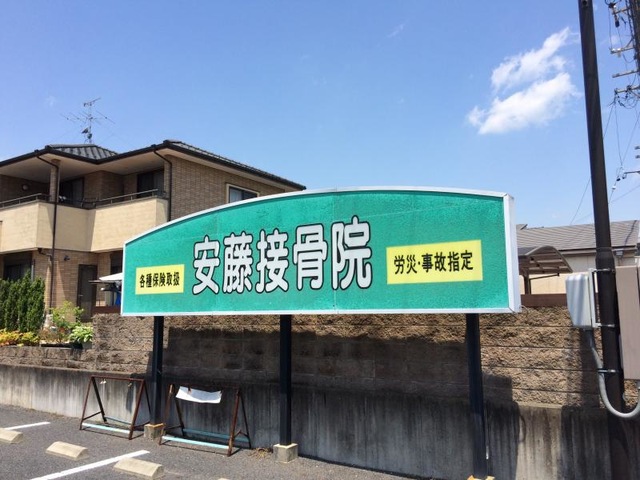 各種保険取扱
安藤接骨院
労災・事故指定